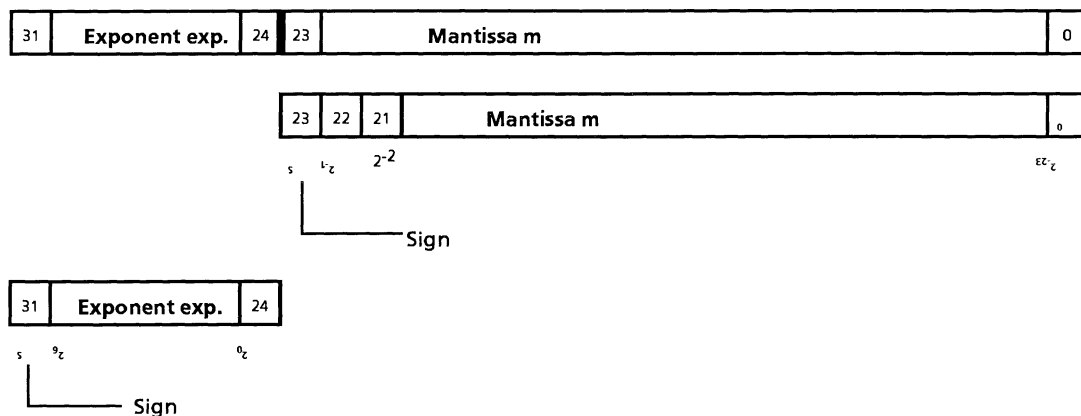 31 Exponent exp. 24 23 Mantissa m 0
23 22 21 Mantissa m 0
s 2-1 2-2 2-23
Sign
31 Exponent exp. 24
s 26 20
Sign